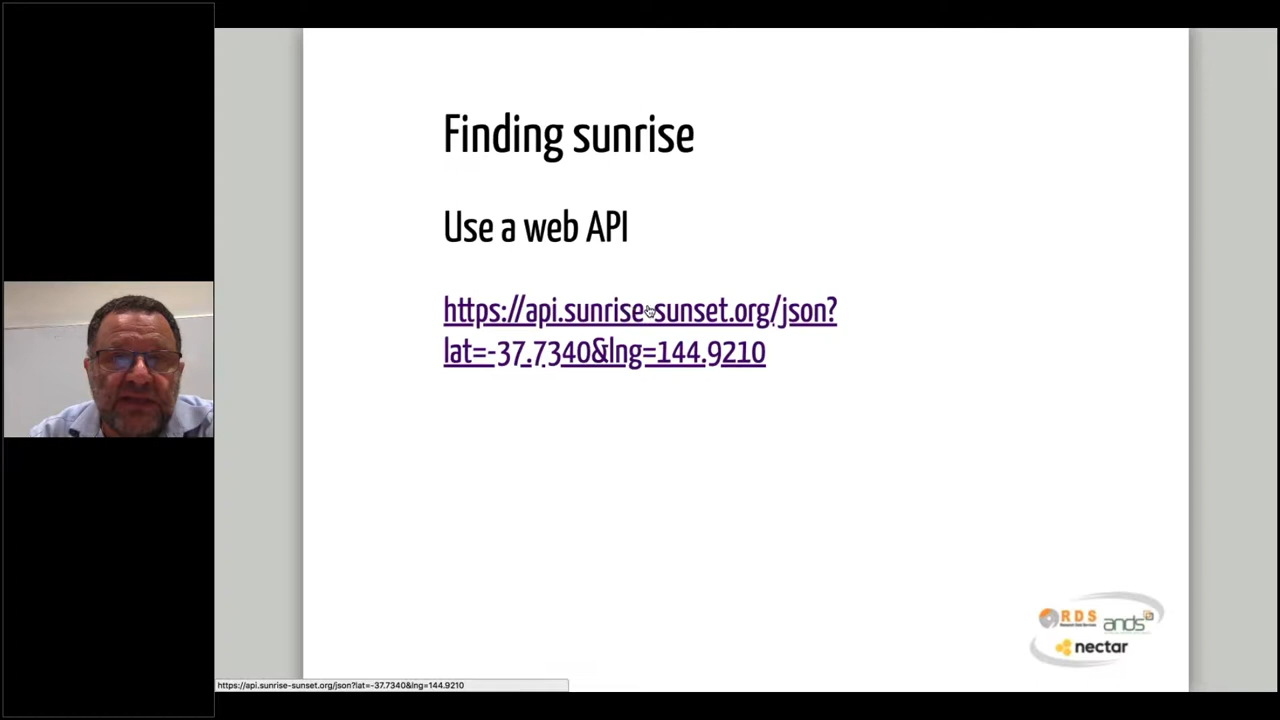 Finding sunrise
Use a web API
https://api.sunrise-sunset.org/json?
lat=-37.7340&lng=144.9210
RDS
ands
nectar
https://api.sunrise-sunset.org/json?lat=-37.7340&lng=144.9210